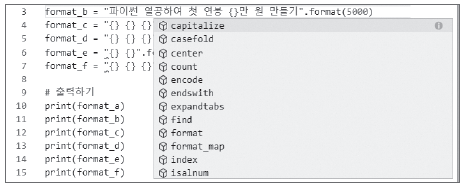 3 format_b = "파이썬 열공하여 첫 연봉 {}만 원 만들기".format(5000)
4 format_c = "{} {} {}
5 format_d = "{} {} {}
6 format_e = "{} {}".fo
7 format_f = "{} {} {}
8
9 # 출력하기
10 print(format_a)
11 print(format_b)
12 print(format_c)
13 print(format_d)
14 print(format_e)
15 print(format_f)
capitalize
casefold
center
count
encode
endswith
expandtabs
find
format
format_map
index
isalnum